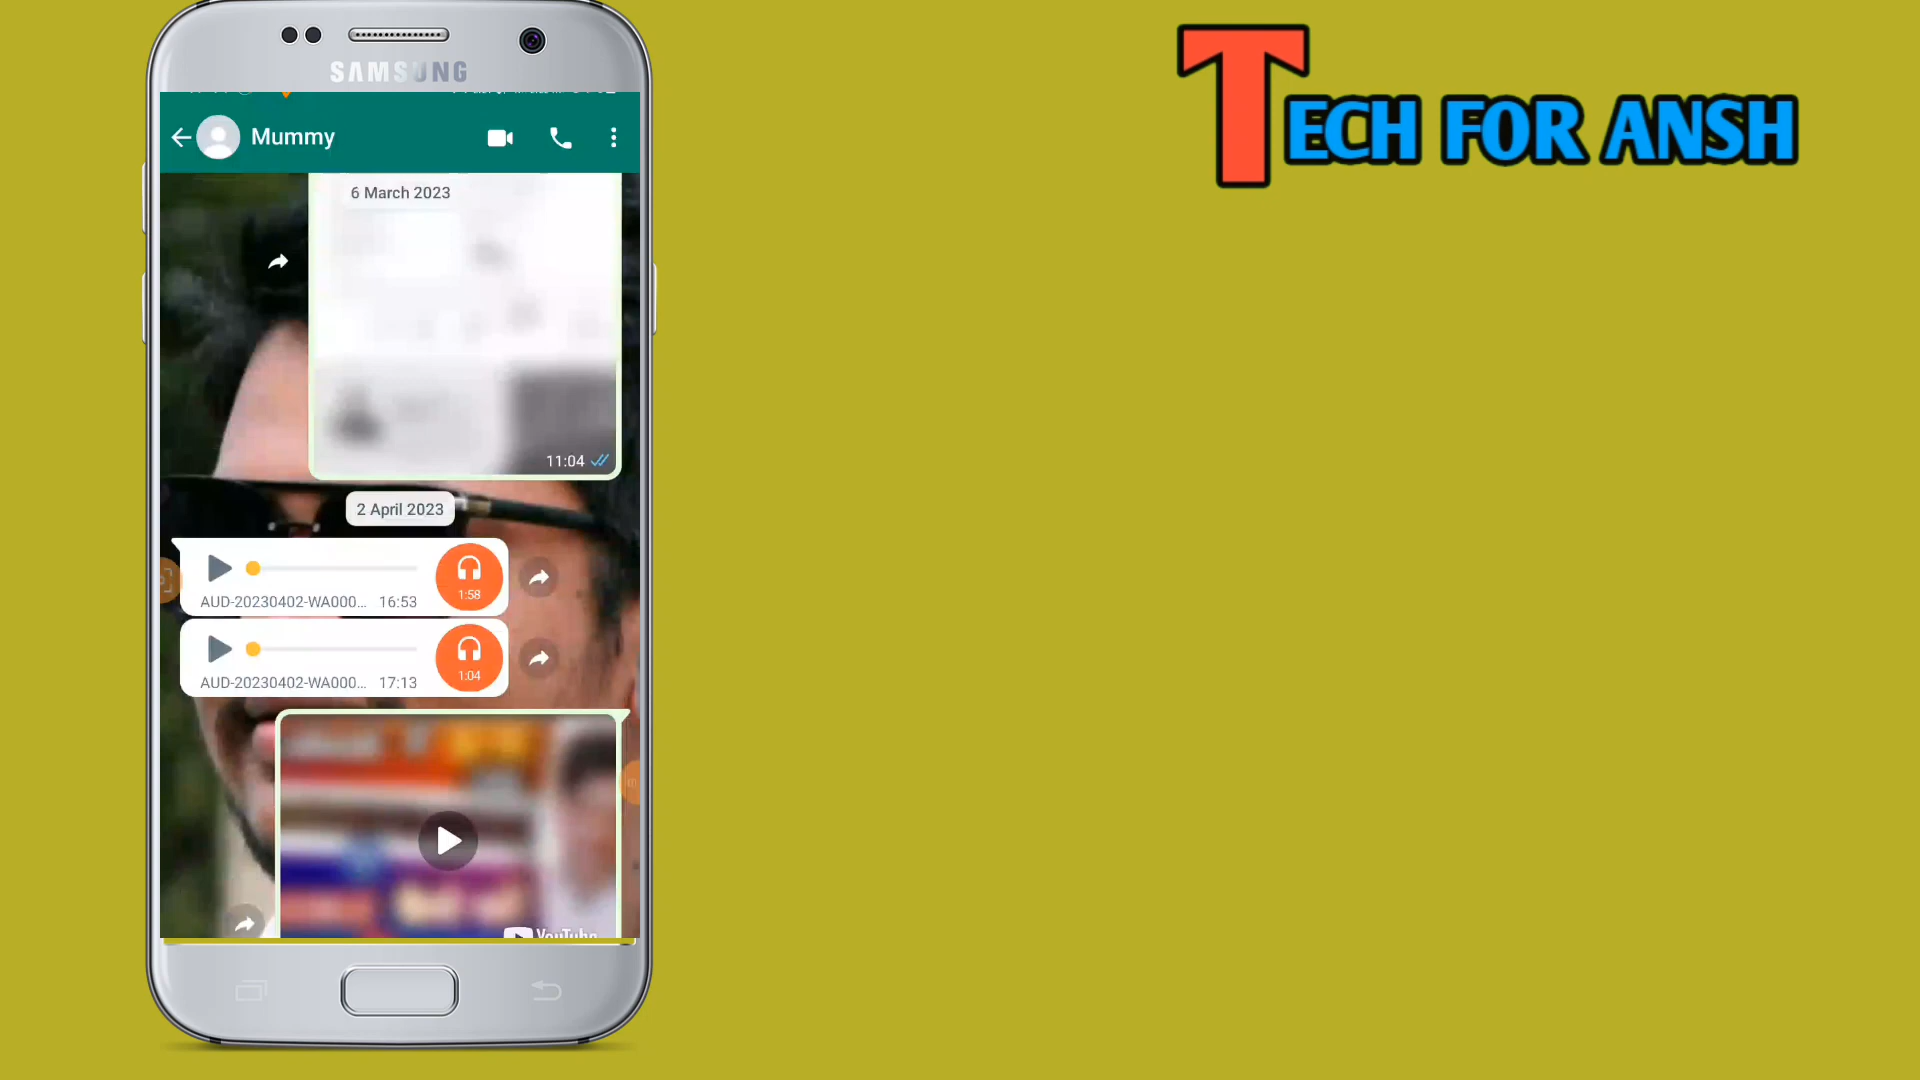 SAMSUNG
TECH FOR ANSH
Mummy
6 March 2023
11:04
2 April 2023
1:58
AUD-20230402-WA000... 16:53
1:04
AUD-20230402-WA000... 17:13
YouTube